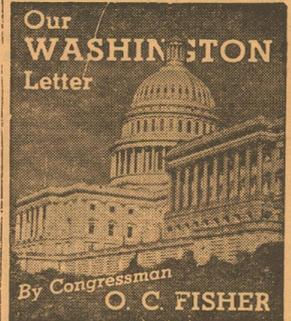 Our
WASHINGTON
Letter
By Congressman
O. C. FISHER